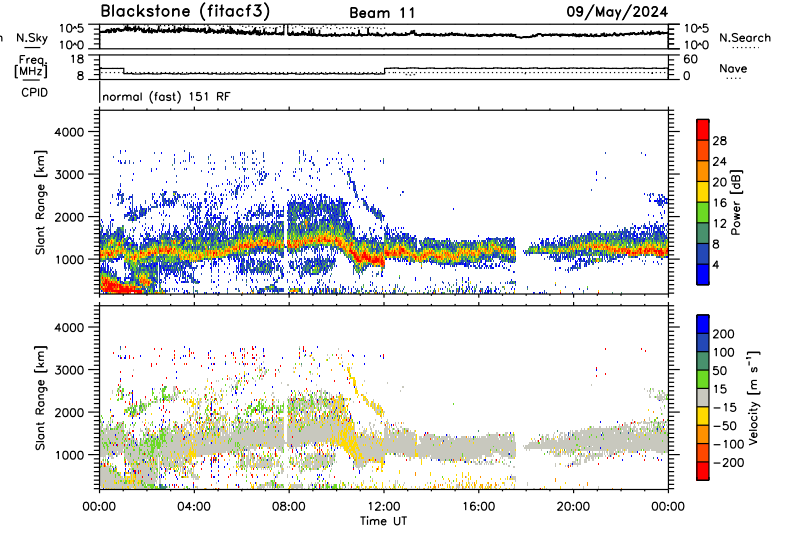 Blackstone (fitacf3) Beam 11 09/May/2024
n N.Sky 10^5 10^0 10^5 10^0 N.Search
Freq. [MHz] 18 8 60 0 Nave
CPID normal (fast) 151 RF
Slant Range [km]
4000
3000
2000
1000
28
24
20
16
12
8
4
Power [dB]
Slant Range [km]
4000
3000
2000
1000
200
100
50
15
-15
-50
-100
-200
Velocity [m s⁻¹]
00:00 04:00 08:00 12:00 16:00 20:00 00:00
Time UT